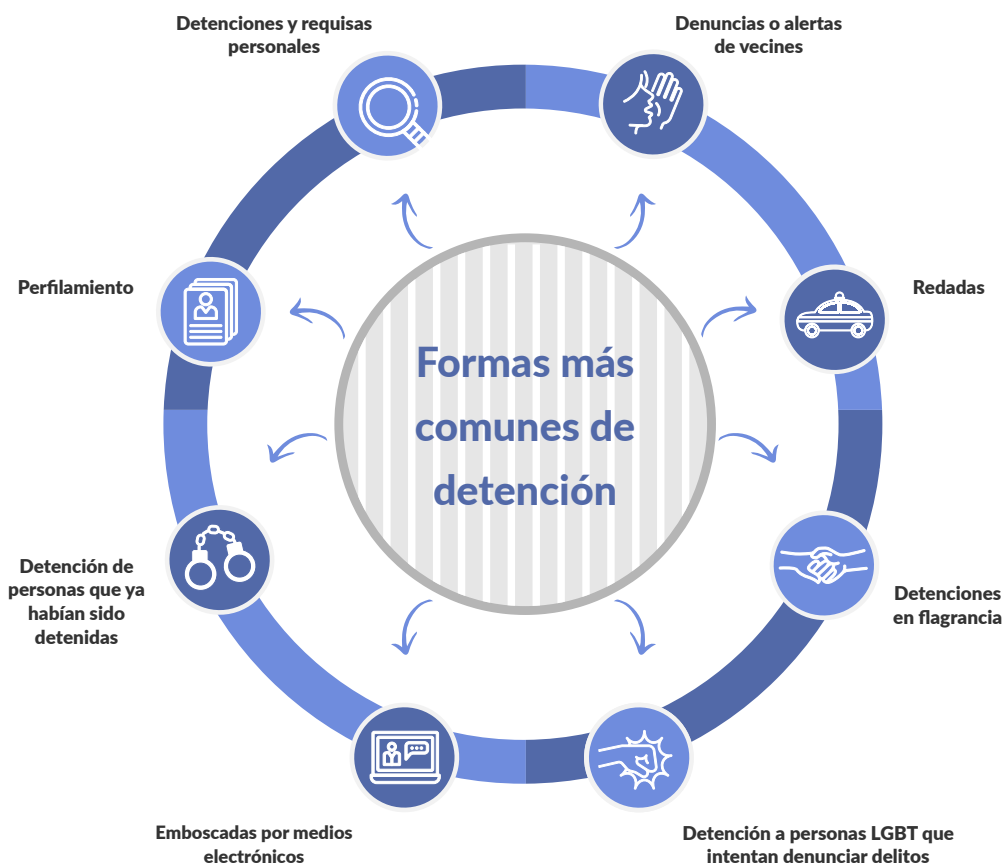 Detenciones y requisas
personales
Denuncias o alertas
de vecines
Perfilamiento
Redadas
Formas más
comunes de
detención
Detención de
personas que ya
habían sido
detenidas
Detenciones
en flagrancia
Emboscadas por medios
electrónicos
Detención a personas LGBT que
intentan denunciar delitos